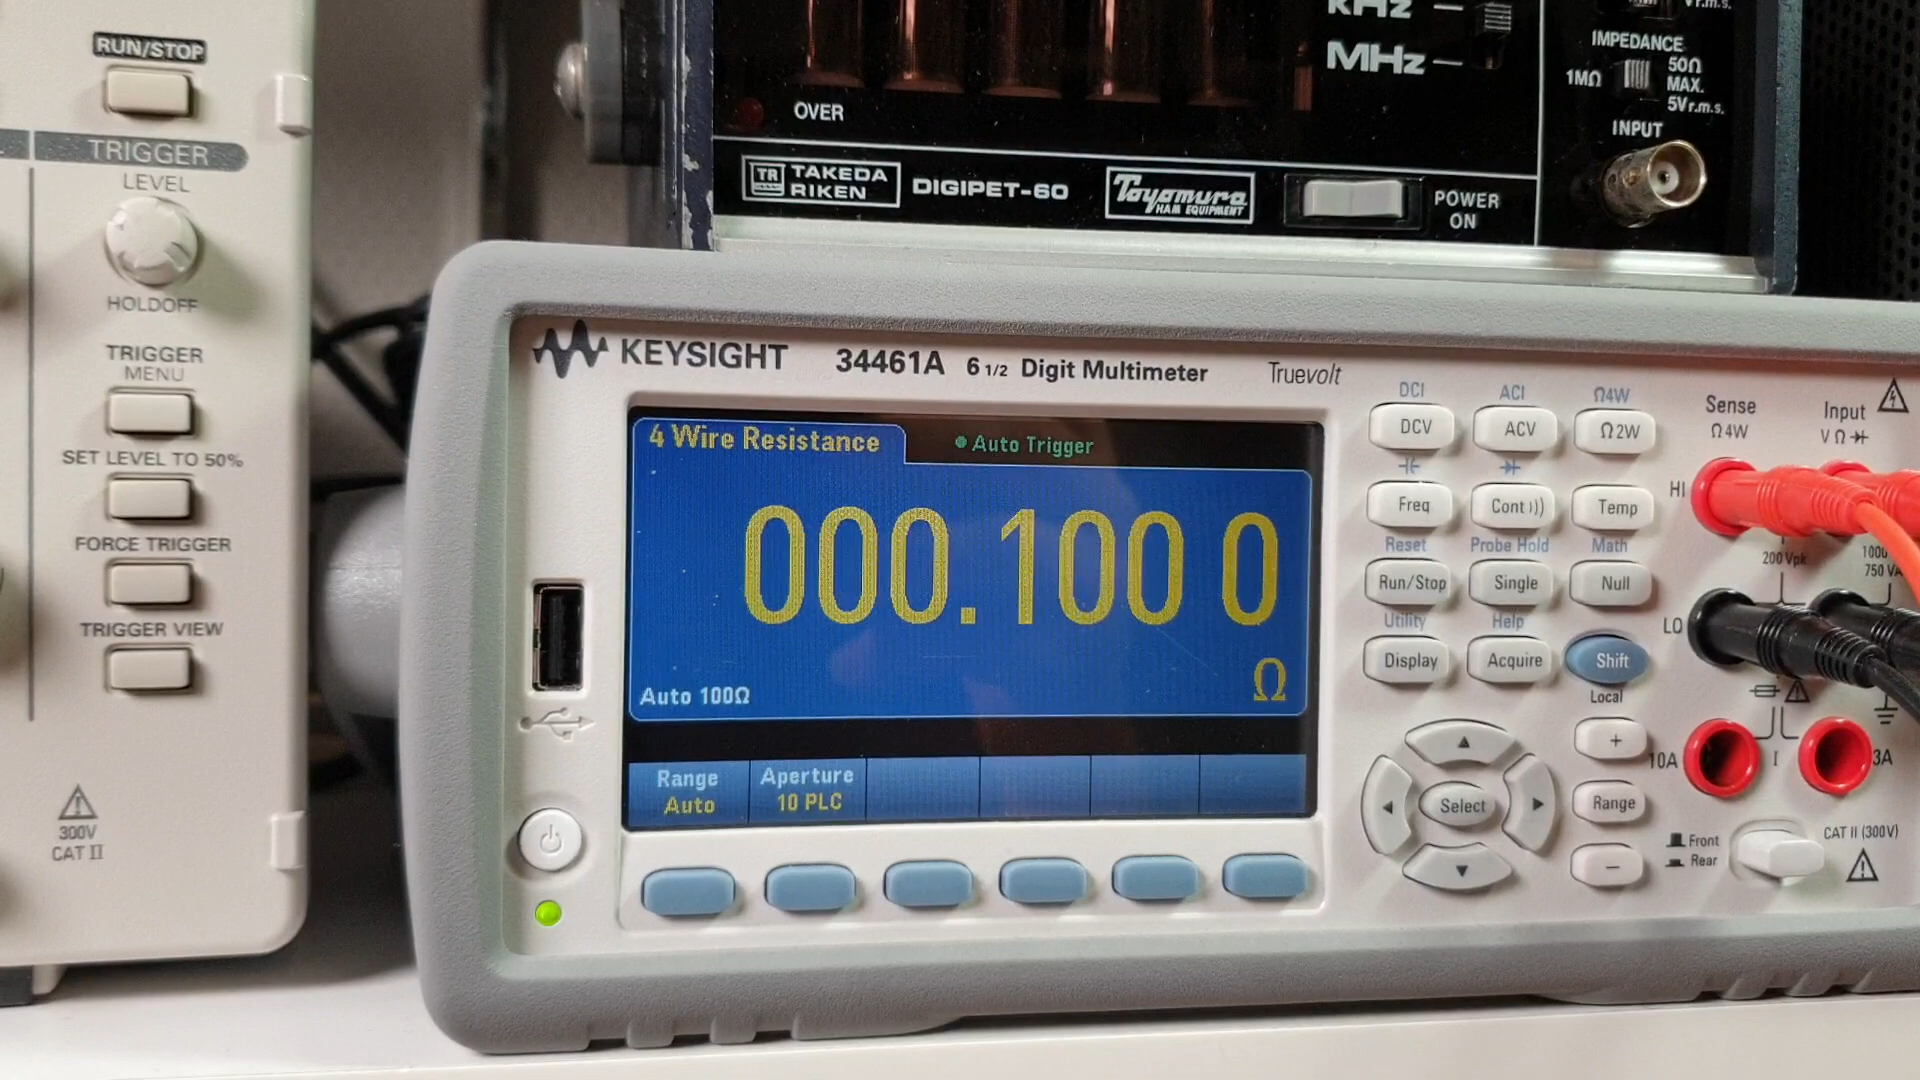 RUN/STOP
TRIGGER
LEVEL
HOLDOFF
TRIGGER
MENU
SET LEVEL TO 50%
FORCE TRIGGER
TRIGGER VIEW
300V
CAT II
kHz
MHz
OVER
TR
TAKEDA
RIKEN
DIGIPET-60
Toyomura
HAM EQUIPMENT
POWER
ON
IMPEDANCE
1MΩ
50Ω
MAX.
5Vr.m.s.
INPUT
KEYSIGHT
34461A
6 1/2 Digit Multimeter
Truevolt
4 Wire Resistance
Auto Trigger
000.100 0
Ω
Auto 100Ω
Range
Auto
Aperture
10 PLC
DCI
ACI
Ω4W
DCV
ACV
Ω2W
Freq
Cont
Temp
Reset
Probe Hold
Math
Run/Stop
Single
Null
Utility
Help
Display
Acquire
Shift
Local
+
Range
−
Select
Sense
Ω4W
Input
V Ω
HI
200 Vpk
LO
10A
I
3A
Front
Rear
CAT II (300V)